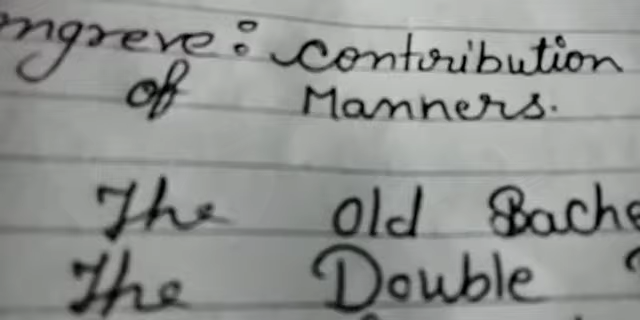 ngreve: contribution
of Manners.
The Old Bache
The Double